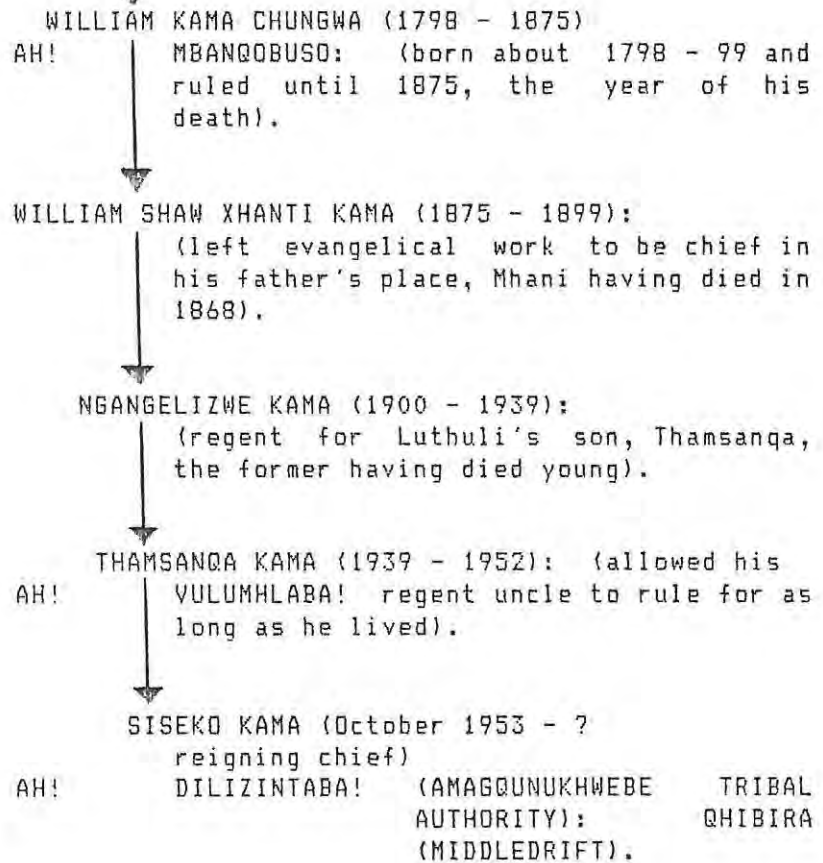 WILLIAM KAMA CHUNGWA (1798 - 1875)
AH! MBANQOBUSO: (born about 1798 - 99 and
ruled until 1875, the year of his
death).
WILLIAM SHAW XHANTI KAMA (1875 - 1899):
(left evangelical work to be chief in
his father's place, Mhani having died in
1868).
NGANGELIZWE KAMA (1900 - 1939):
(regent for Luthuli's son, Thamsanqa,
the former having died young).
THAMSANQA KAMA (1939 - 1952): (allowed his
AH! VULUMHLABA! regent uncle to rule for as
long as he lived).
SISEKO KAMA (October 1953 - ?
reigning chief)
AH! DILIZINTABA! (AMAGQUNUKHWEBE TRIBAL
AUTHORITY): QHIBIRA
(MIDDLEDRIFT).